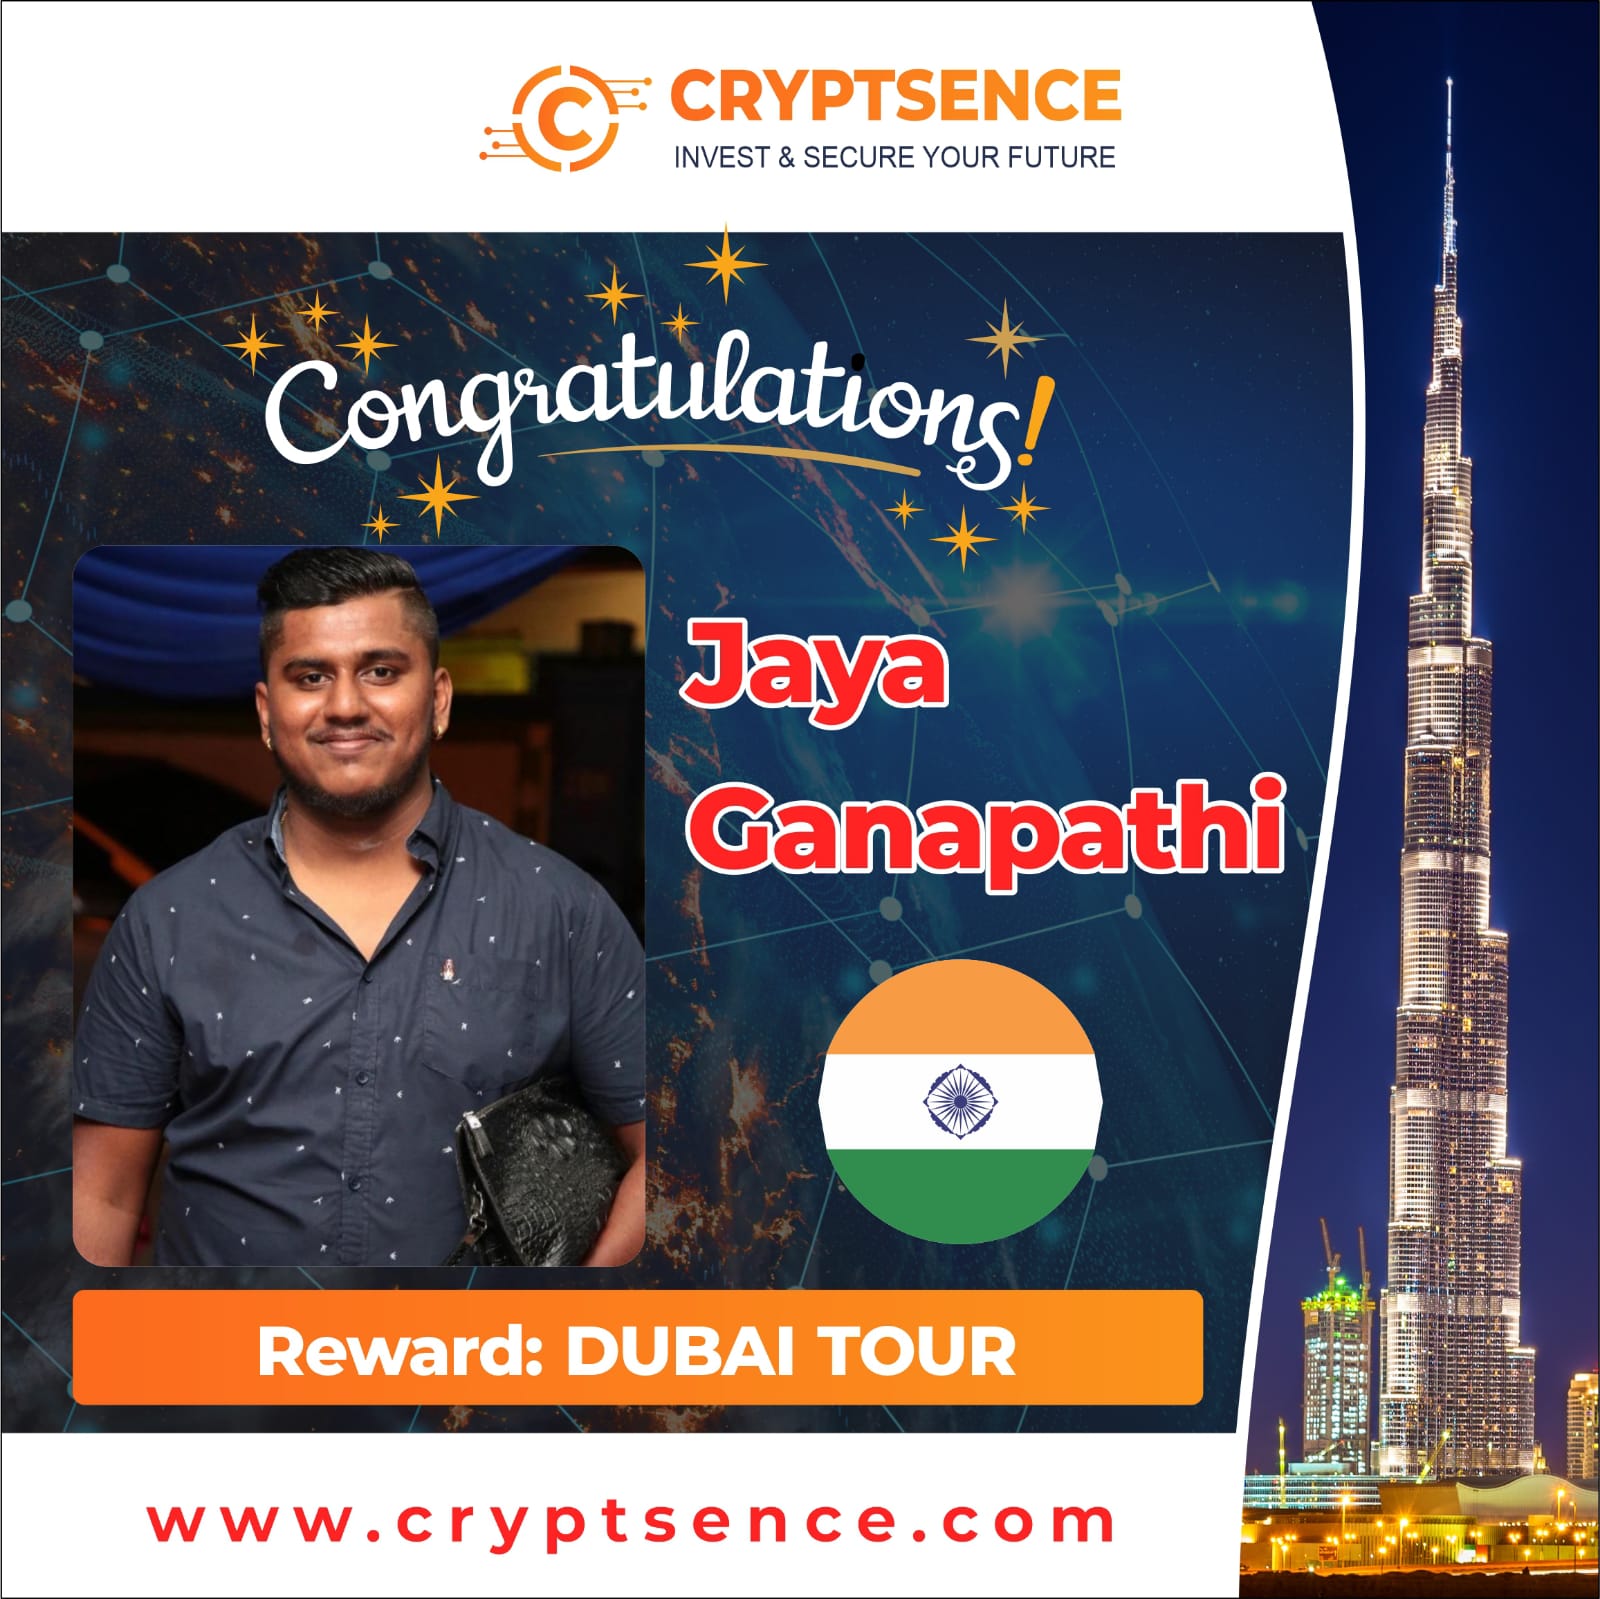 CRYPTSENCE
INVEST & SECURE YOUR FUTURE
Congratulations!
Jaya
Ganapathi
Reward: DUBAI TOUR
www.cryptsence.com